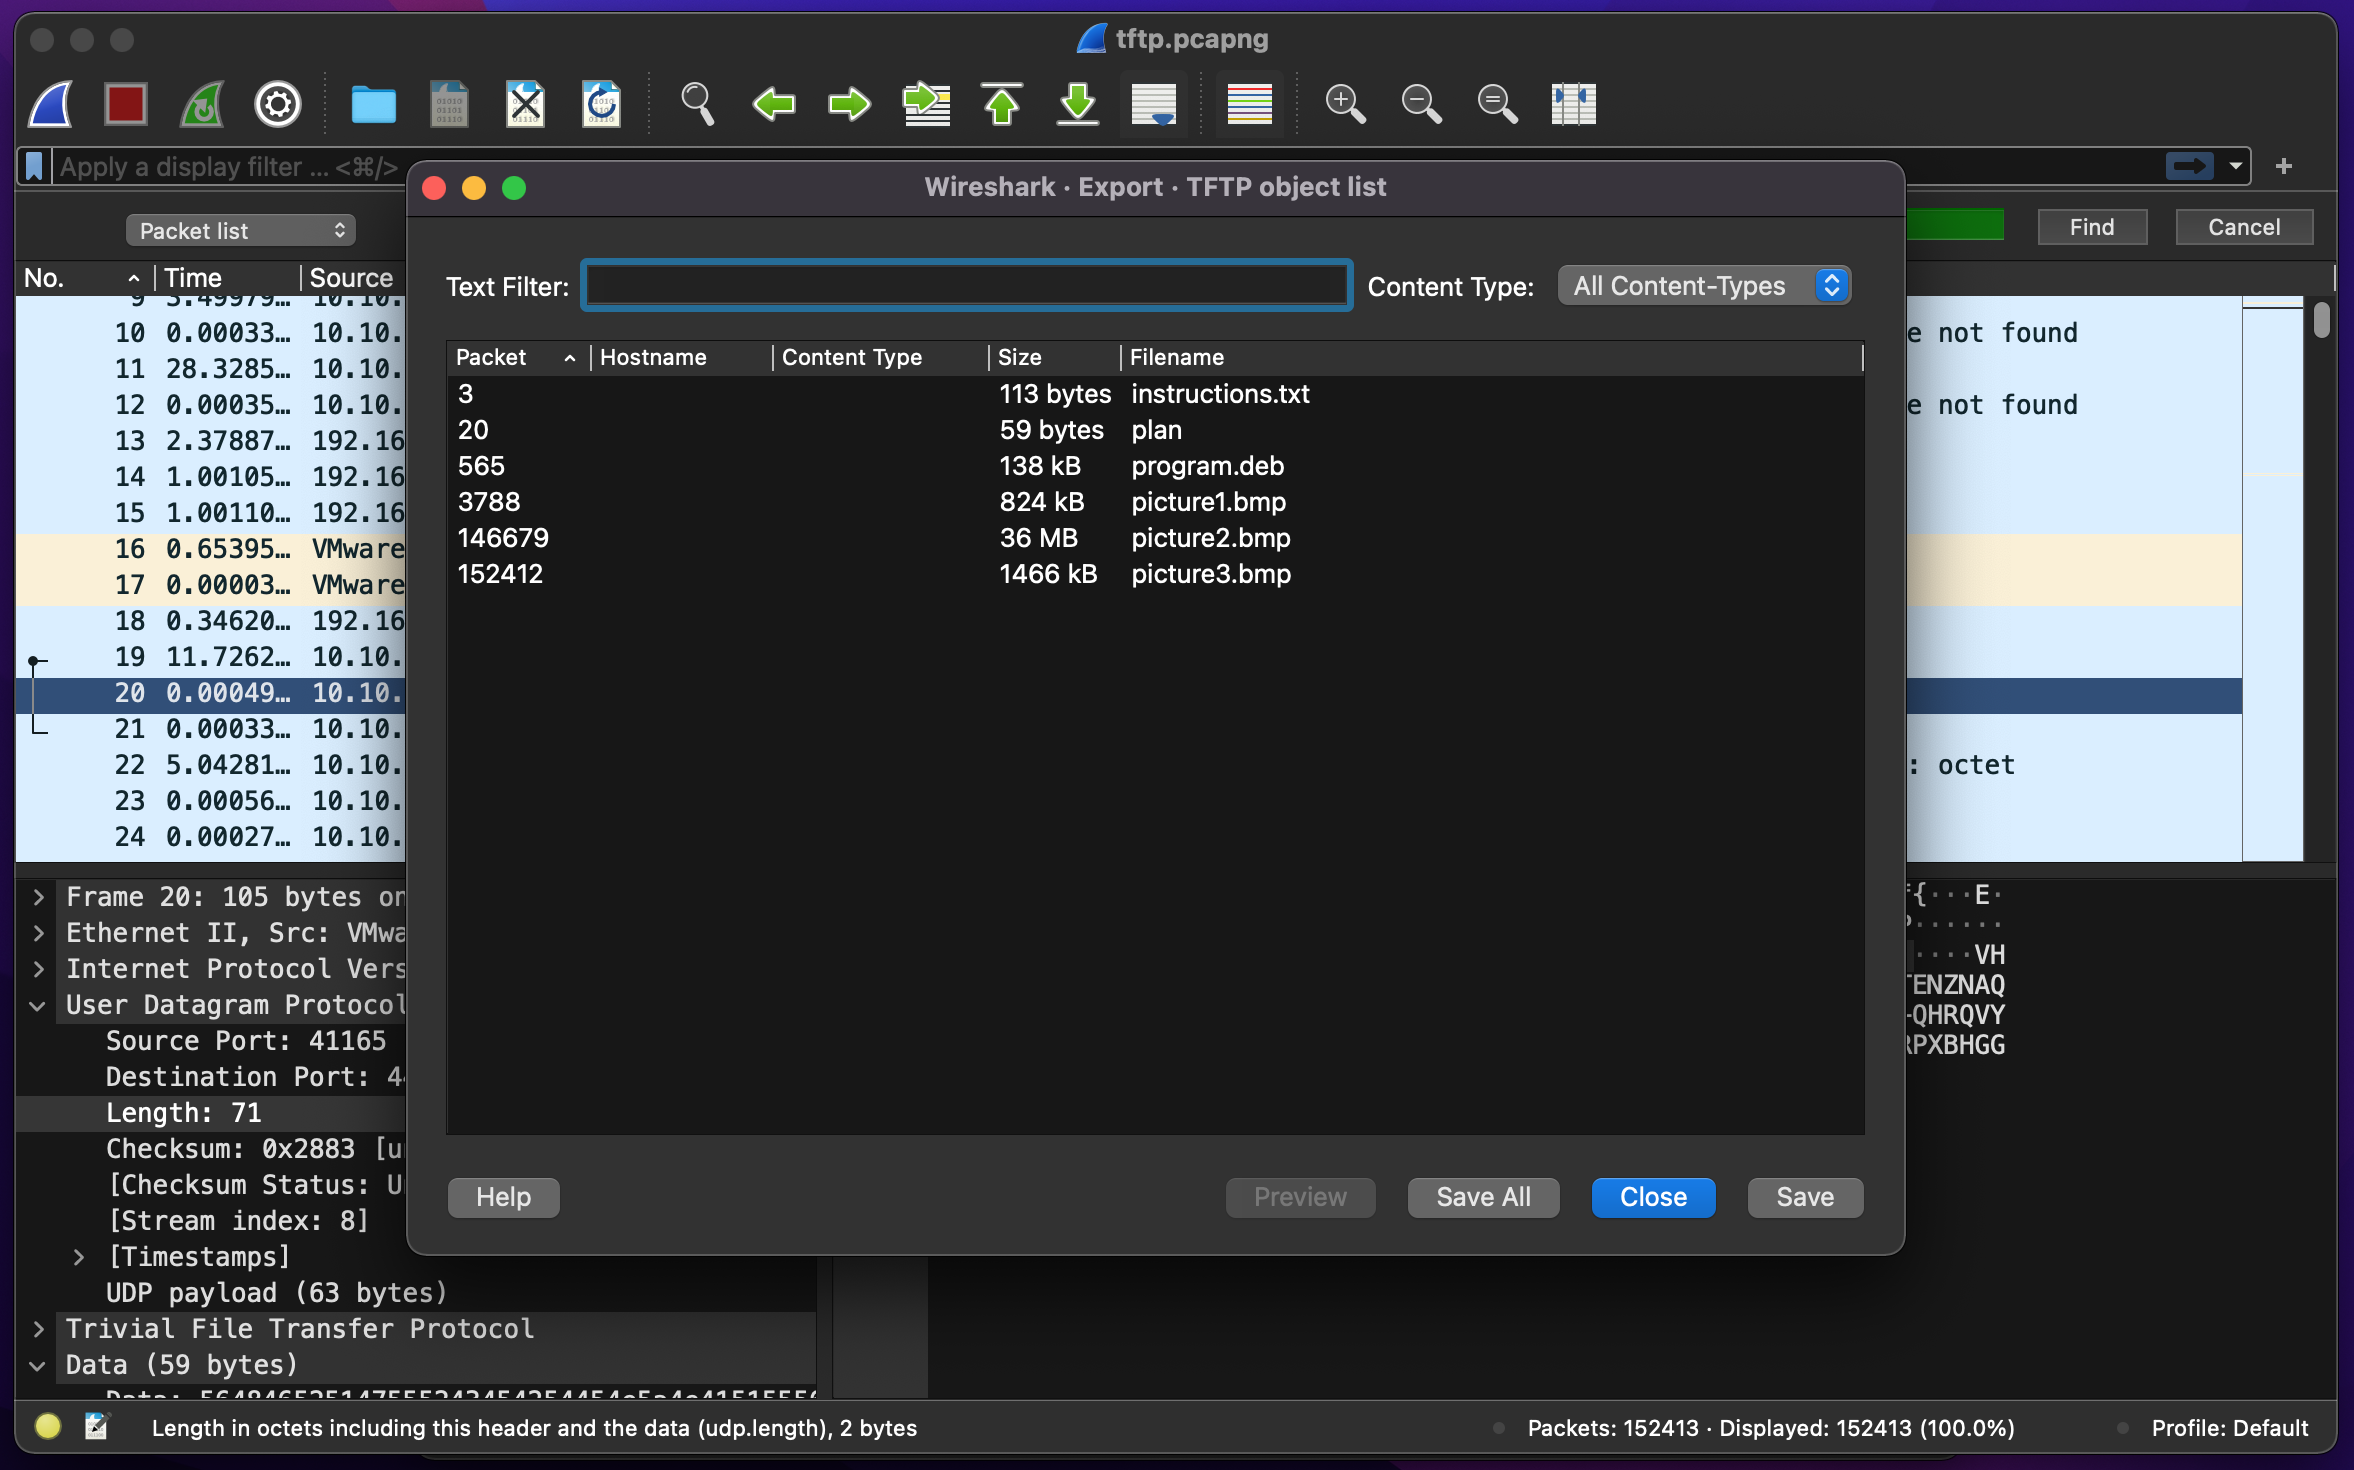 tftp.pcapng
Apply a display filter … <⌘/>
Wireshark · Export · TFTP object list
Packet list
Find
Cancel
Text Filter:
Content Type:
All Content-Types
No.
Time
Source
Packet
Hostname
Content Type
Size
Filename
3 113 bytes instructions.txt
20 59 bytes plan
565 138 kB program.deb
3788 824 kB picture1.bmp
146679 36 MB picture2.bmp
152412 1466 kB picture3.bmp
9 3.49979… 10.10.
10 0.00033… 10.10. e not found
11 28.3285… 10.10.
12 0.00035… 10.10. e not found
13 2.37887… 192.16
14 1.00105… 192.16
15 1.00110… 192.16
16 0.65395… VMware
17 0.00003… VMware
18 0.34620… 192.16
19 11.7262… 10.10.
20 0.00049… 10.10.
21 0.00033… 10.10.
22 5.04281… 10.10. : octet
23 0.00056… 10.10.
24 0.00027… 10.10.
Frame 20: 105 bytes on
Ethernet II, Src: VMwa
Internet Protocol Vers
User Datagram Protocol
Source Port: 41165
Destination Port: 44
Length: 71
Checksum: 0x2883 [u
[Checksum Status: U
[Stream index: 8]
[Timestamps]
UDP payload (63 bytes)
Trivial File Transfer Protocol
Data (59 bytes)
{···E·
······
····VH
TENZNAQ
QHRQVY
RPXBHGG
Help
Preview
Save All
Close
Save
Length in octets including this header and the data (udp.length), 2 bytes
Packets: 152413 · Displayed: 152413 (100.0%)
Profile: Default